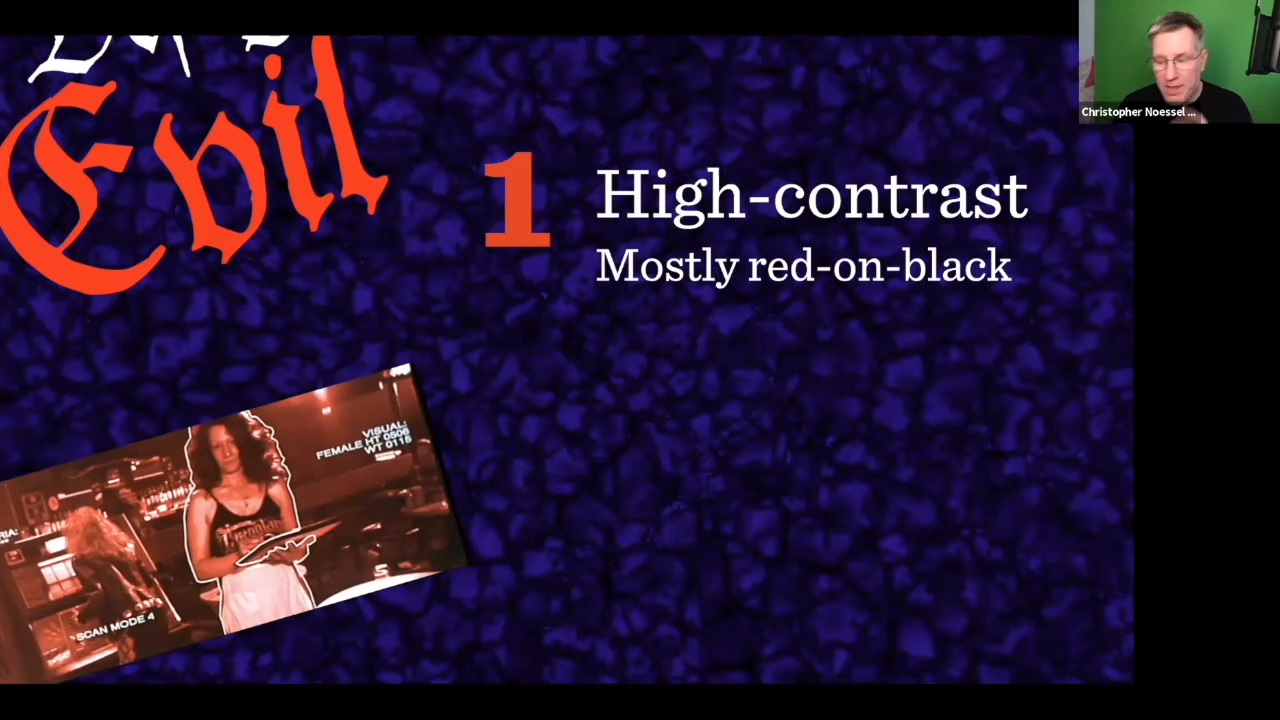 Evil
1
High-contrast
Mostly red-on-black
Christopher Noessel ...
VISUAL:
FEMALE HT 0506
WT 0115
RIA:
SCAN MODE 4